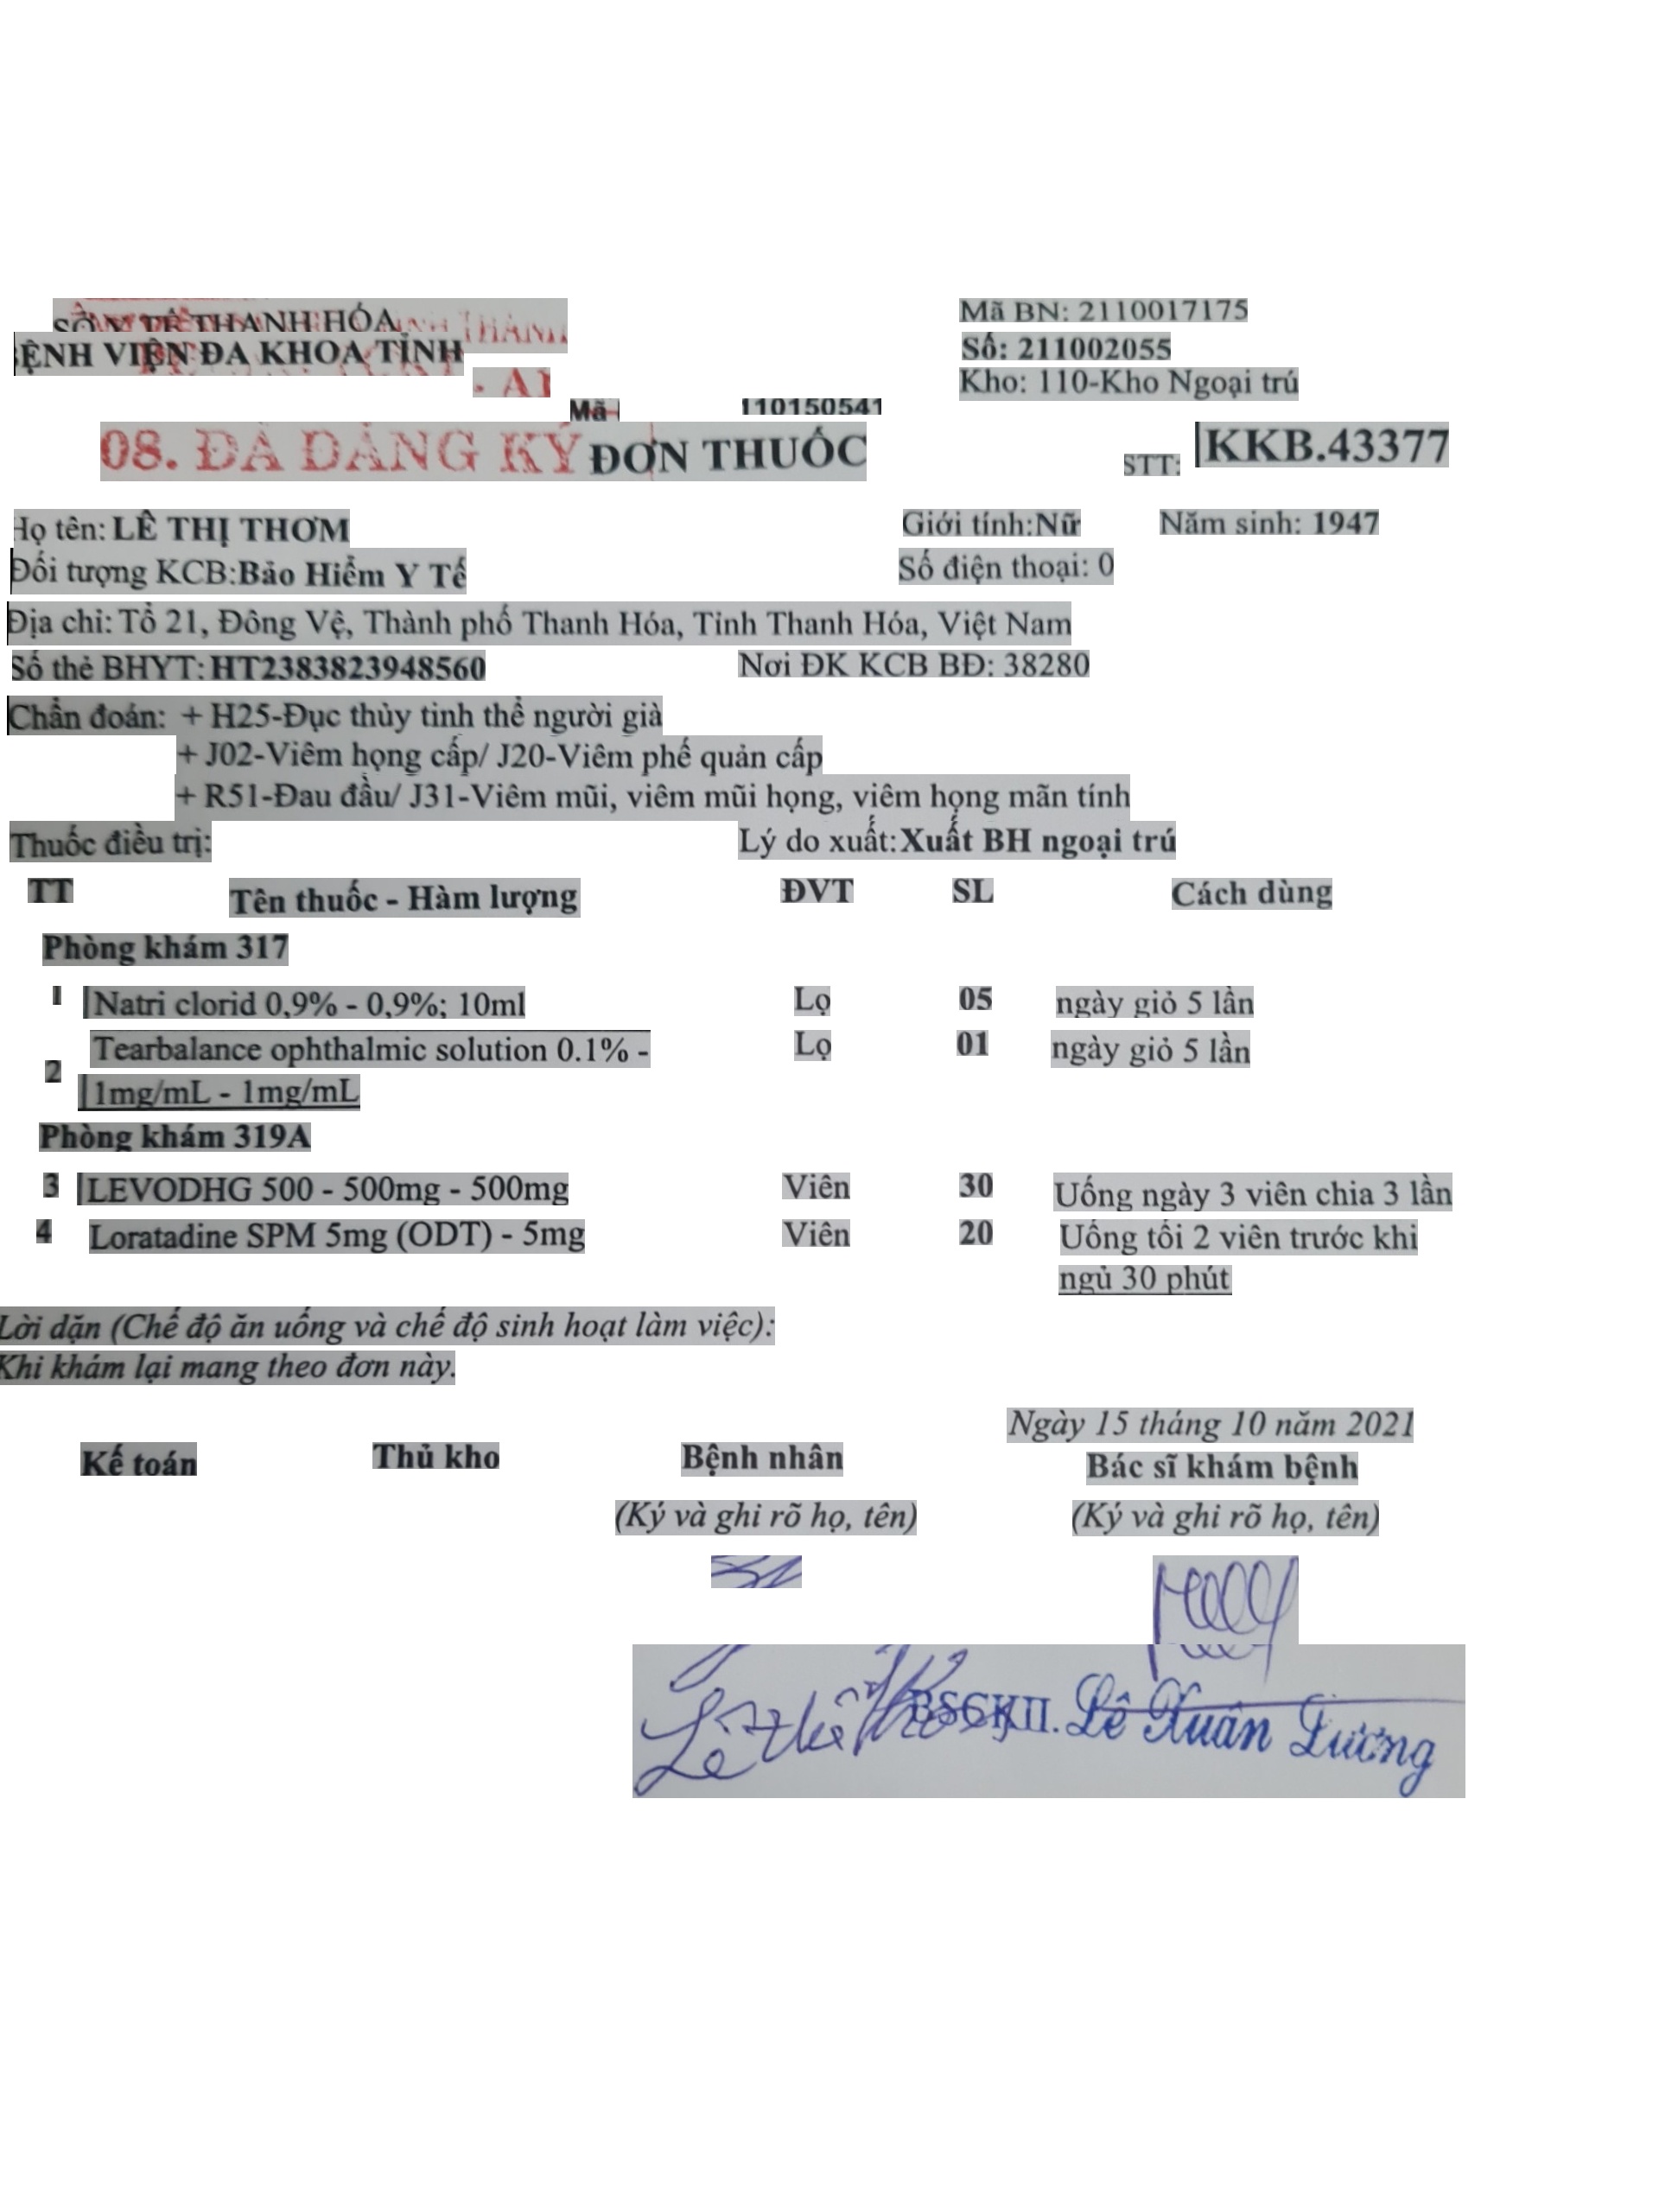 SỞ Y TẾ THANH HÓA
BỆNH VIỆN ĐA KHOA TỈNH
Mã BN: 2110017175
Số: 211002055
Kho: 110-Kho Ngoại trú
- A1
Mã 110150541
08. ĐÃ ĐĂNG KÝ ĐƠN THUỐC
STT: KKB.43377
Họ tên: LÊ THỊ THƠM Giới tính:Nữ Năm sinh: 1947
Đối tượng KCB:Bảo Hiểm Y Tế Số điện thoại: 0
Địa chỉ: Tổ 21, Đông Vệ, Thành phố Thanh Hóa, Tỉnh Thanh Hóa, Việt Nam
Số thẻ BHYT: HT2383823948560 Nơi ĐK KCB BĐ: 38280
Chẩn đoán: + H25-Đục thủy tinh thể người già
+ J02-Viêm họng cấp/ J20-Viêm phế quản cấp
+ R51-Đau đầu/ J31-Viêm mũi, viêm mũi họng, viêm họng mãn tính
Thuốc điều trị: Lý do xuất:Xuất BH ngoại trú
TT Tên thuốc - Hàm lượng ĐVT SL Cách dùng
Phòng khám 317
1 Natri clorid 0,9% - 0,9%; 10ml Lọ 05 ngày giỏ 5 lần
2 Tearbalance ophthalmic solution 0.1% - Lọ 01 ngày giỏ 5 lần
1mg/mL - 1mg/mL
Phòng khám 319A
3 LEVODHG 500 - 500mg - 500mg Viên 30 Uống ngày 3 viên chia 3 lần
4 Loratadine SPM 5mg (ODT) - 5mg Viên 20 Uống tối 2 viên trước khi
ngủ 30 phút
Lời dặn (Chế độ ăn uống và chế độ sinh hoạt làm việc):
Khi khám lại mang theo đơn này.
Ngày 15 tháng 10 năm 2021
Kế toán Thủ kho Bệnh nhân Bác sĩ khám bệnh
(Ký và ghi rõ họ, tên) (Ký và ghi rõ họ, tên)
BSCKII. Lê Xuân Lương